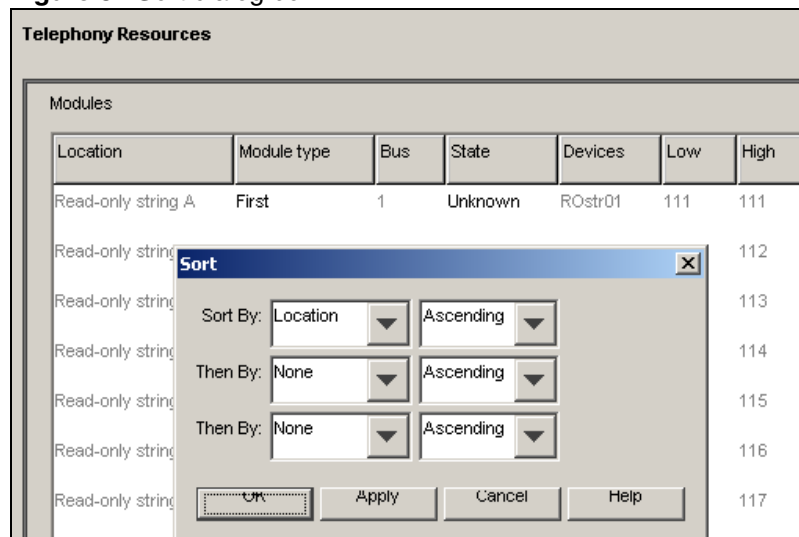 Telephony Resources
Modules
Location Module type Bus State Devices Low High
Read-only string A First 1 Unknown ROstr01 111 111
Read-only string 112
Sort
Read-only string 113
Sort By: Location Ascending
Read-only string 114
Then By: None Ascending
Read-only string 115
Then By: None Ascending
Read-only string 116
Read-only string 117
OK Apply Cancel Help